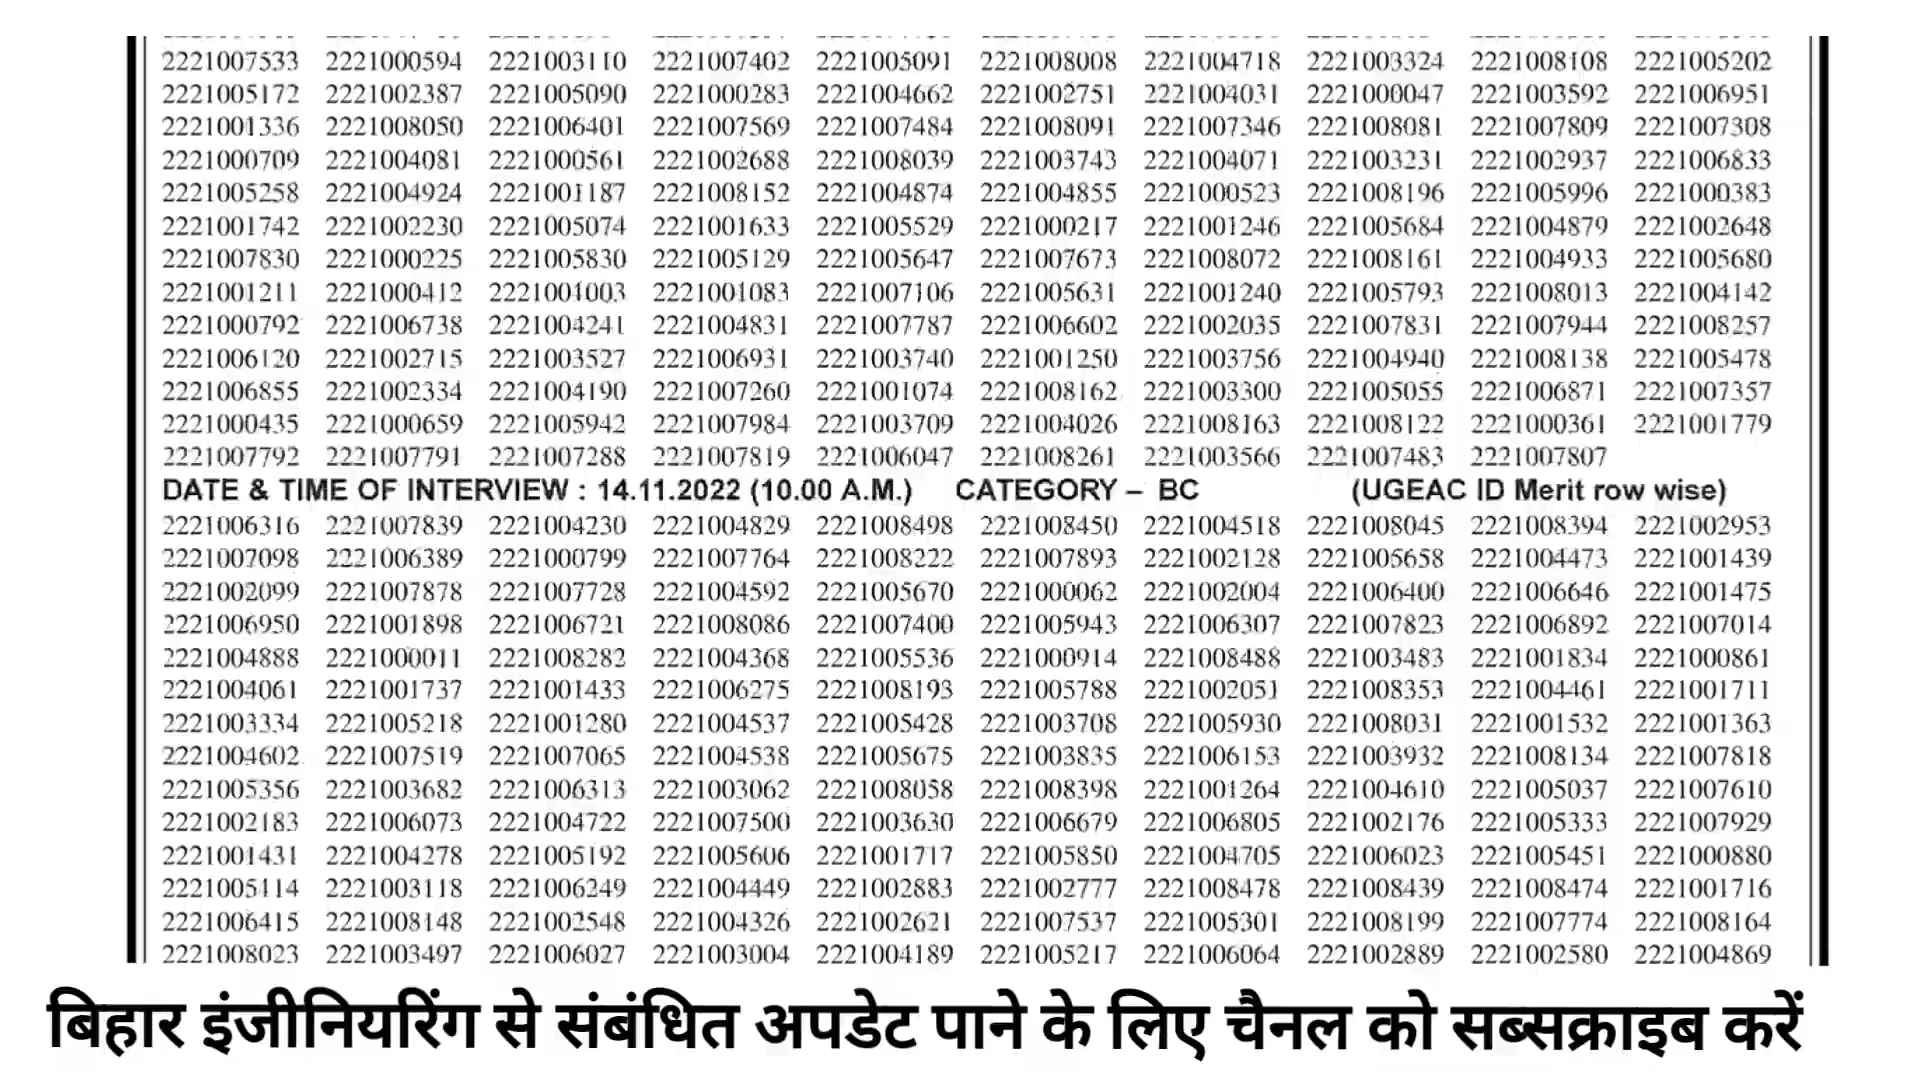 2221007533 2221000594 2221003110 2221007402 2221005091 2221008008 2221004718 2221003324 2221008108 2221005202
2221005172 2221002387 2221005090 2221000283 2221004662 2221002751 2221004031 2221000047 2221003592 2221006951
2221001336 2221008050 2221006401 2221007569 2221007484 2221008091 2221007346 2221008081 2221007809 2221007308
2221000709 2221004081 2221000561 2221002688 2221008039 2221003743 2221004071 2221003231 2221002937 2221006833
2221005258 2221004924 2221001187 2221008152 2221004874 2221004855 2221000523 2221008196 2221005996 2221000383
2221001742 2221002230 2221005074 2221001633 2221005529 2221000217 2221001246 2221005684 2221004879 2221002648
2221007830 2221000225 2221005830 2221005129 2221005647 2221007673 2221008072 2221008161 2221004933 2221005680
2221001211 2221000412 2221001003 2221001083 2221007106 2221005631 2221001240 2221005793 2221008013 2221004142
2221000792 2221006738 2221004241 2221004831 2221007787 2221006602 2221002035 2221007831 2221007944 2221008257
2221006120 2221002715 2221003527 2221006931 2221003740 2221001250 2221003756 2221004940 2221008138 2221005478
2221006855 2221002334 2221004190 2221007260 2221001074 2221008162 2221003300 2221005055 2221006871 2221007357
2221000435 2221000659 2221005942 2221007984 2221003709 2221004026 2221008163 2221008122 2221000361 2221001779
2221007792 2221007791 2221007288 2221007819 2221006047 2221008261 2221003566 2221007483 2221007807
DATE & TIME OF INTERVIEW : 14.11.2022 (10.00 A.M.) CATEGORY – BC (UGEAC ID Merit row wise)
2221006316 2221007839 2221004230 2221004829 2221008498 2221008450 2221004518 2221008045 2221008394 2221002953
2221007098 2221006389 2221000799 2221007764 2221008222 2221007893 2221002128 2221005658 2221004473 2221001439
2221002099 2221007878 2221007728 2221004592 2221005670 2221000062 2221002004 2221006400 2221006646 2221001475
2221006950 2221001898 2221006721 2221008086 2221007400 2221005943 2221006307 2221007823 2221006892 2221007014
2221004888 2221000011 2221008282 2221004368 2221005536 2221000914 2221008488 2221003483 2221001834 2221000861
2221004061 2221001737 2221001433 2221006275 2221008193 2221005788 2221002051 2221008353 2221004461 2221001711
2221003334 2221005218 2221001280 2221004537 2221005428 2221003708 2221005930 2221008031 2221001532 2221001363
2221004602 2221007519 2221007065 2221004538 2221005675 2221003835 2221006153 2221003932 2221008134 2221007818
2221005356 2221003682 2221006313 2221003062 2221008058 2221008398 2221001264 2221004610 2221005037 2221007610
2221002183 2221006073 2221004722 2221007500 2221003630 2221006679 2221006805 2221002176 2221005333 2221007929
2221001431 2221004278 2221005192 2221005606 2221001717 2221005850 2221004705 2221006023 2221005451 2221000880
2221005114 2221003118 2221006249 2221004449 2221002883 2221002777 2221008478 2221008439 2221008474 2221001716
2221006415 2221008148 2221002548 2221004326 2221002621 2221007537 2221005301 2221008199 2221007774 2221008164
2221008023 2221003497 2221006027 2221003004 2221004189 2221005217 2221006064 2221002889 2221002580 2221004869
बिहार इंजीनियरिंग से संबंधित अपडेट पाने के लिए चैनल को सब्सक्राइब करें